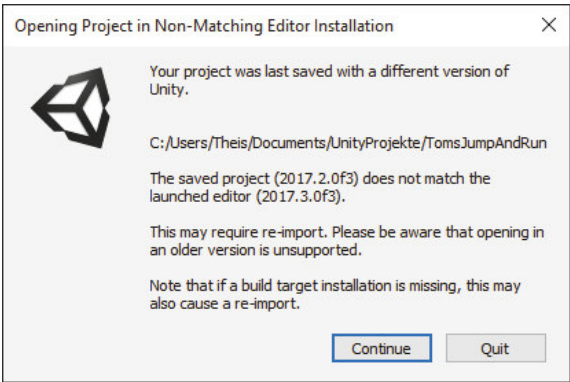 Opening Project in Non-Matching Editor Installation
Your project was last saved with a different version of
Unity.
C:/Users/Theis/Documents/UnityProjekte/TomsJumpAndRun
The saved project (2017.2.0f3) does not match the
launched editor (2017.3.0f3).
This may require re-import. Please be aware that opening in
an older version is unsupported.
Note that if a build target installation is missing, this may
also cause a re-import.
Continue
Quit